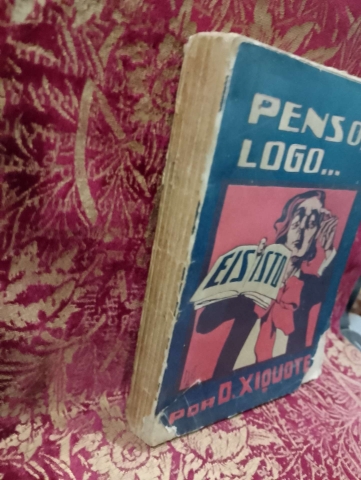 PENSO
LOGO...
EIS ISTO
POR D. XIQUOTE